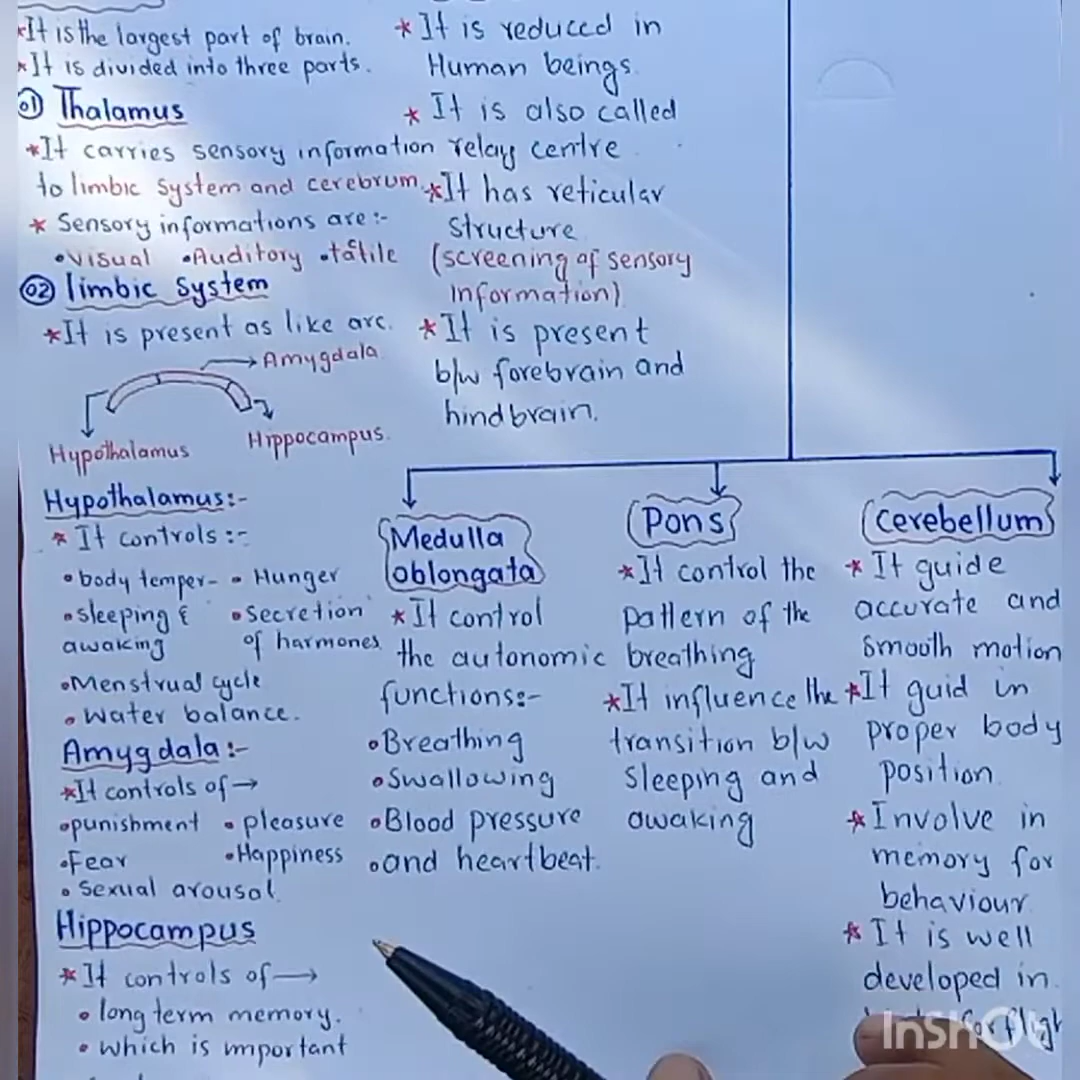 *It is the largest part of brain.
*It is divided into three parts.
01 Thalamus
*It carries sensory information
to limbic system and cerebrum
* Sensory informations are:-
•visual •Auditory •tactile
02 limbic system
*It is present as like arc.
Amygdala
Hypothalamus
Hippocampus.
Hypothalamus:-
* It controls:-
•body temper- • Hunger
•sleeping & •secretion
awaking of harmones
•Menstrual cycle
• water balance.
Amygdala:-
*It controls of→
•punishment • pleasure
•Fear •Happiness
• sexual arousal
Hippocampus
*It controls of→
• long term memory.
• which is important
* It is reduced in
Human beings.
* It is also called
relay centre
*It has reticular
structure
(screening of sensory
information)
* It is present
b/w forebrain and
hindbrain.
Medulla
oblongata
*It control
the autonomic
functions:-
•Breathing
•Swallowing
•Blood pressure
•and heartbeat.
Pons
*It control the
pattern of the
breathing
*It influence the
transition b/w
sleeping and
awaking
Cerebellum
*It guide
accurate and
smooth motion
*It guid in
proper body
position
*Involve in
memory for
behaviour
*It is well
developed in
for
InShOt